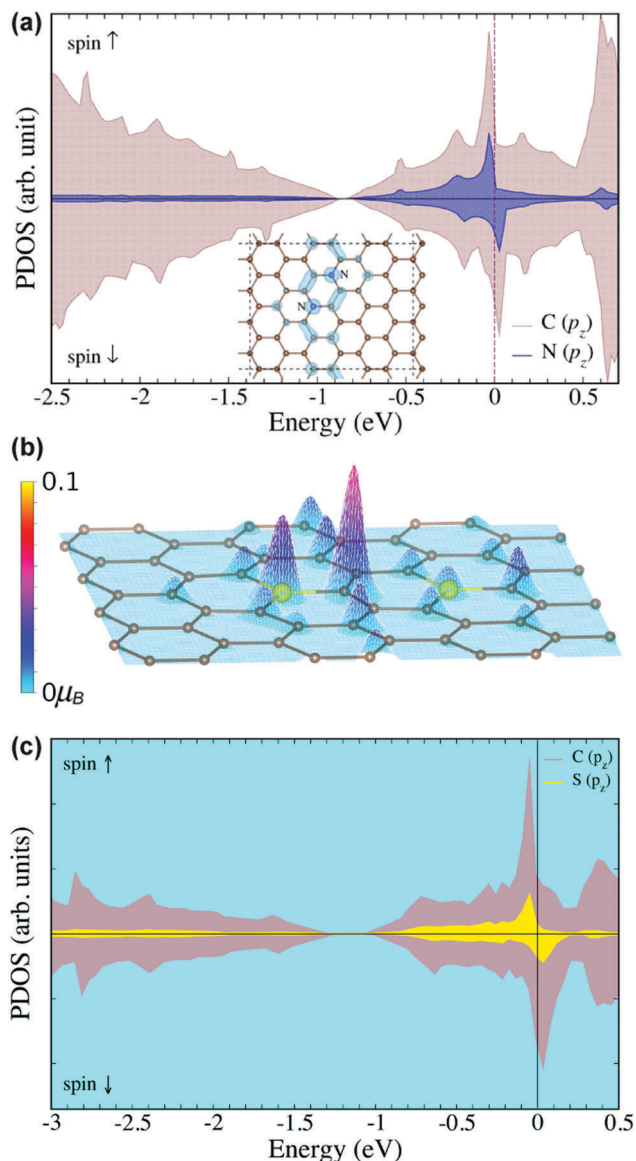 (a)
spin ↑
PDOS (arb. unit)
N
N
C (p_z)
N (p_z)
spin ↓
-2.5 -2 -1.5 -1 -0.5 0 0.5
Energy (eV)
(b)
0.1
0μ_B
(c)
spin ↑
C (p_z)
S (p_z)
PDOS (arb. units)
spin ↓
-3 -2.5 -2 -1.5 -1 -0.5 0 0.5
Energy (eV)